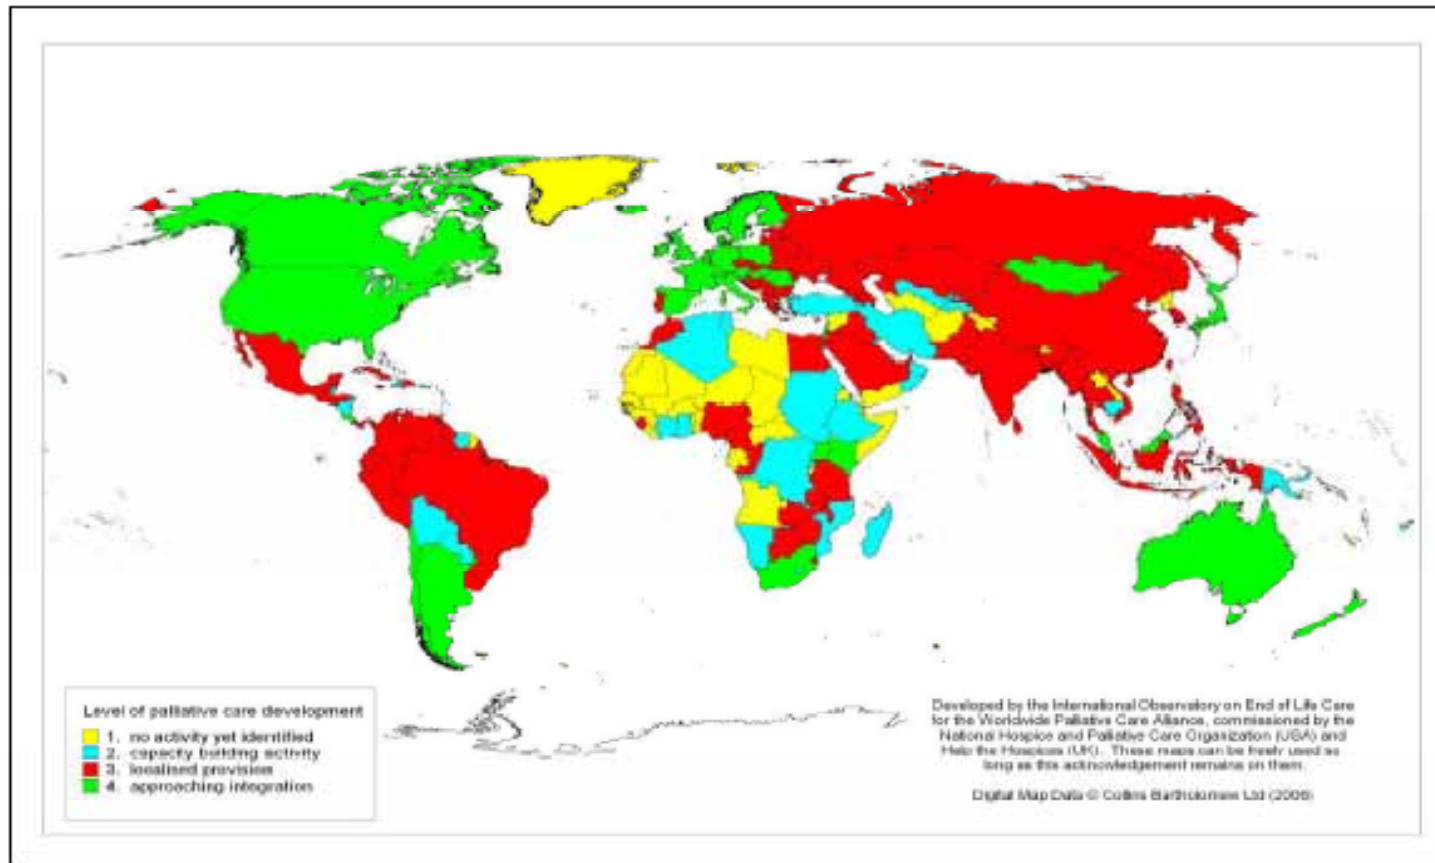 Level of palliative care development
1. no activity yet identified
2. capacity building activity
3. localised provision
4. approaching integration
Developed by the International Observatory on End of Life Care
for the Worldwide Palliative Care Alliance, commissioned by the
National Hospice and Palliative Care Organization (USA) and
Help the Hospices (UK). These maps can be freely used so
long as this acknowledgement remains on them.
Digital Map Data © Collins Bartholomew Ltd (2006)